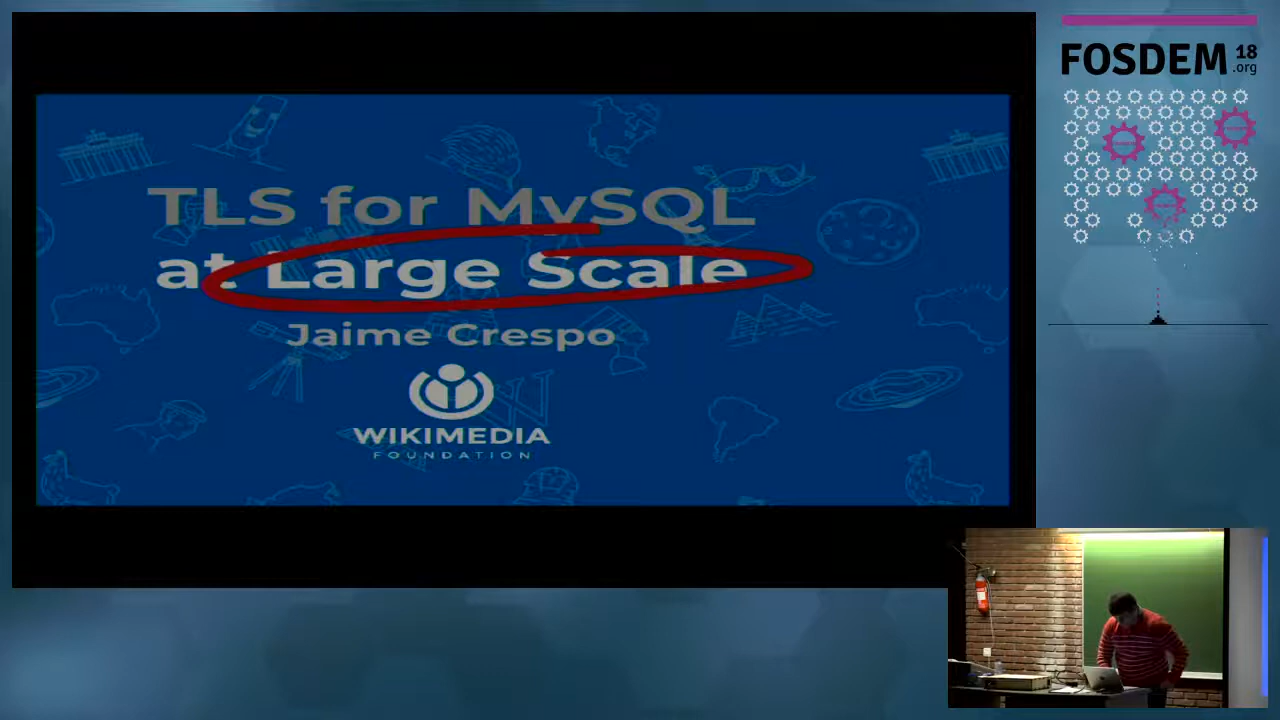 TLS for MySQL
at Large Scale
Jaime Crespo
WIKIMEDIA
FOUNDATION
FOSDEM 18
.org